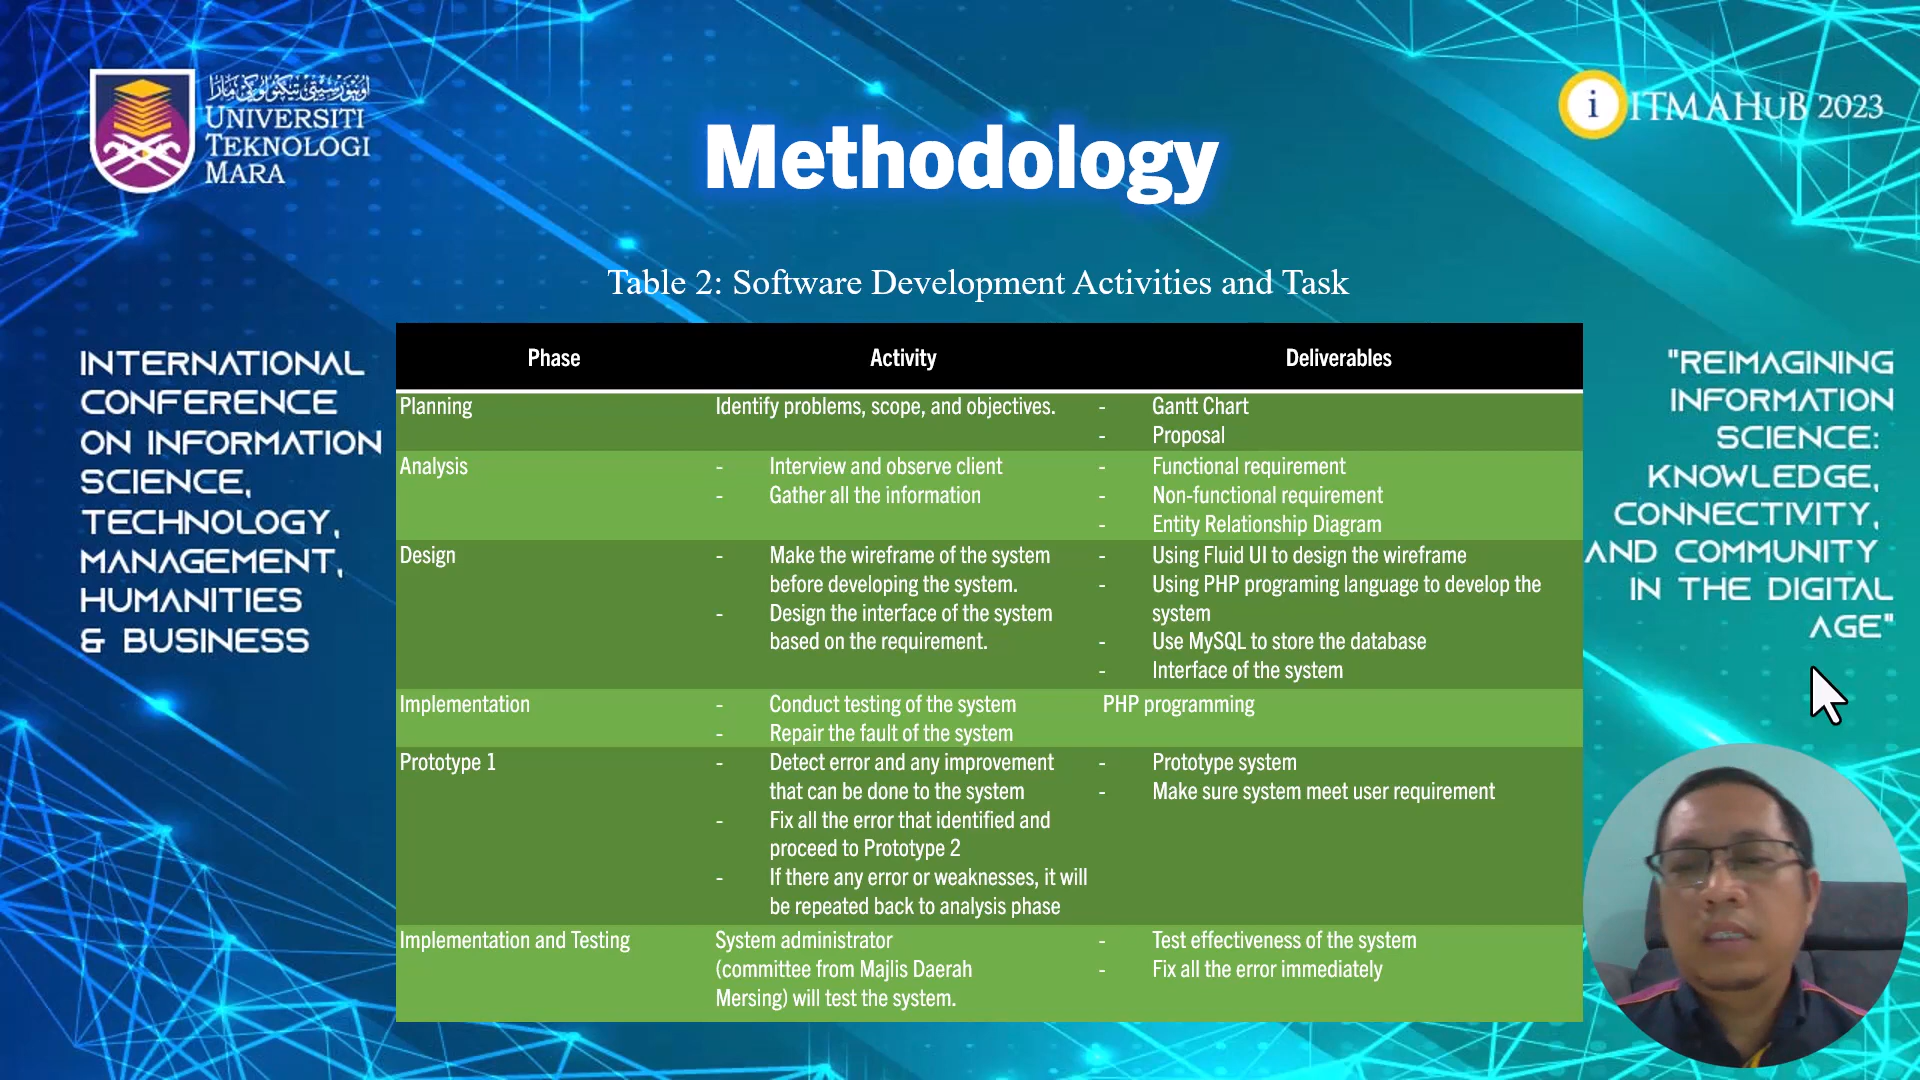 اونيۏرسيتي تيكنولوڬي مارا
UNIVERSITI
TEKNOLOGI
MARA
i ITMAHUB 2023
Methodology
Table 2: Software Development Activities and Task
INTERNATIONAL
CONFERENCE
ON INFORMATION
SCIENCE,
TECHNOLOGY,
MANAGEMENT,
HUMANITIES
& BUSINESS
Phase Activity Deliverables
Planning Identify problems, scope, and objectives. - Gantt Chart
- Proposal
Analysis - Interview and observe client - Functional requirement
- Gather all the information - Non-functional requirement
- Entity Relationship Diagram
Design - Make the wireframe of the system - Using Fluid UI to design the wireframe
before developing the system. - Using PHP programing language to develop the
- Design the interface of the system system
based on the requirement. - Use MySQL to store the database
- Interface of the system
Implementation - Conduct testing of the system PHP programming
- Repair the fault of the system
Prototype 1 - Detect error and any improvement - Prototype system
that can be done to the system - Make sure system meet user requirement
- Fix all the error that identified and
proceed to Prototype 2
- If there any error or weaknesses, it will
be repeated back to analysis phase
Implementation and Testing System administrator - Test effectiveness of the system
(committee from Majlis Daerah - Fix all the error immediately
Mersing) will test the system.
"REIMAGINING
INFORMATION
SCIENCE:
KNOWLEDGE,
CONNECTIVITY,
AND COMMUNITY
IN THE DIGITAL
AGE"